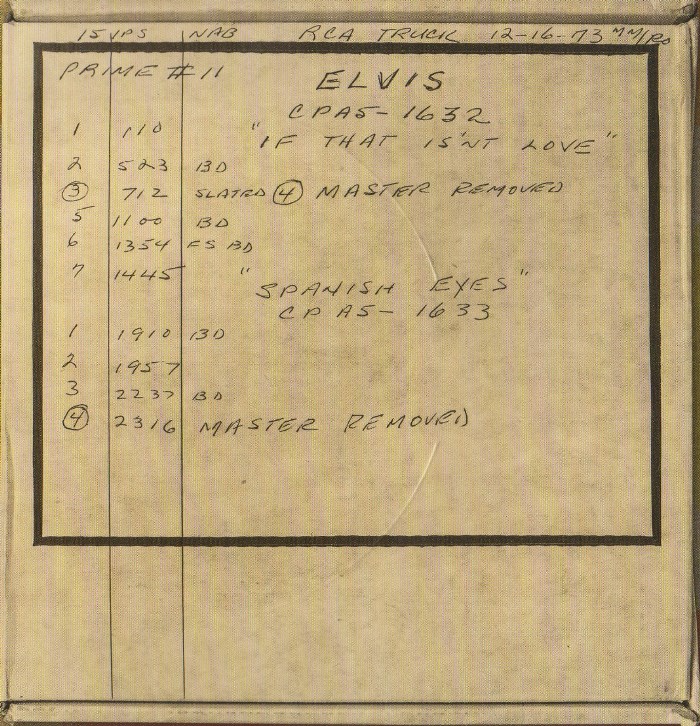 15 IPS NAB RCA TRUCK 12-16-73 MM/RO
PRIME #11 ELVIS
CPA5-1632
1 110 "IF THAT IS'NT LOVE"
2 523 BD
3 712 SLATED 4 MASTER REMOVED
5 1100 BD
6 1354 FS BD
7 1445
"SPANISH EYES"
CPA5-1633
1 1910 BD
2 1957
3 2237 BD
4 2316 MASTER REMOVED